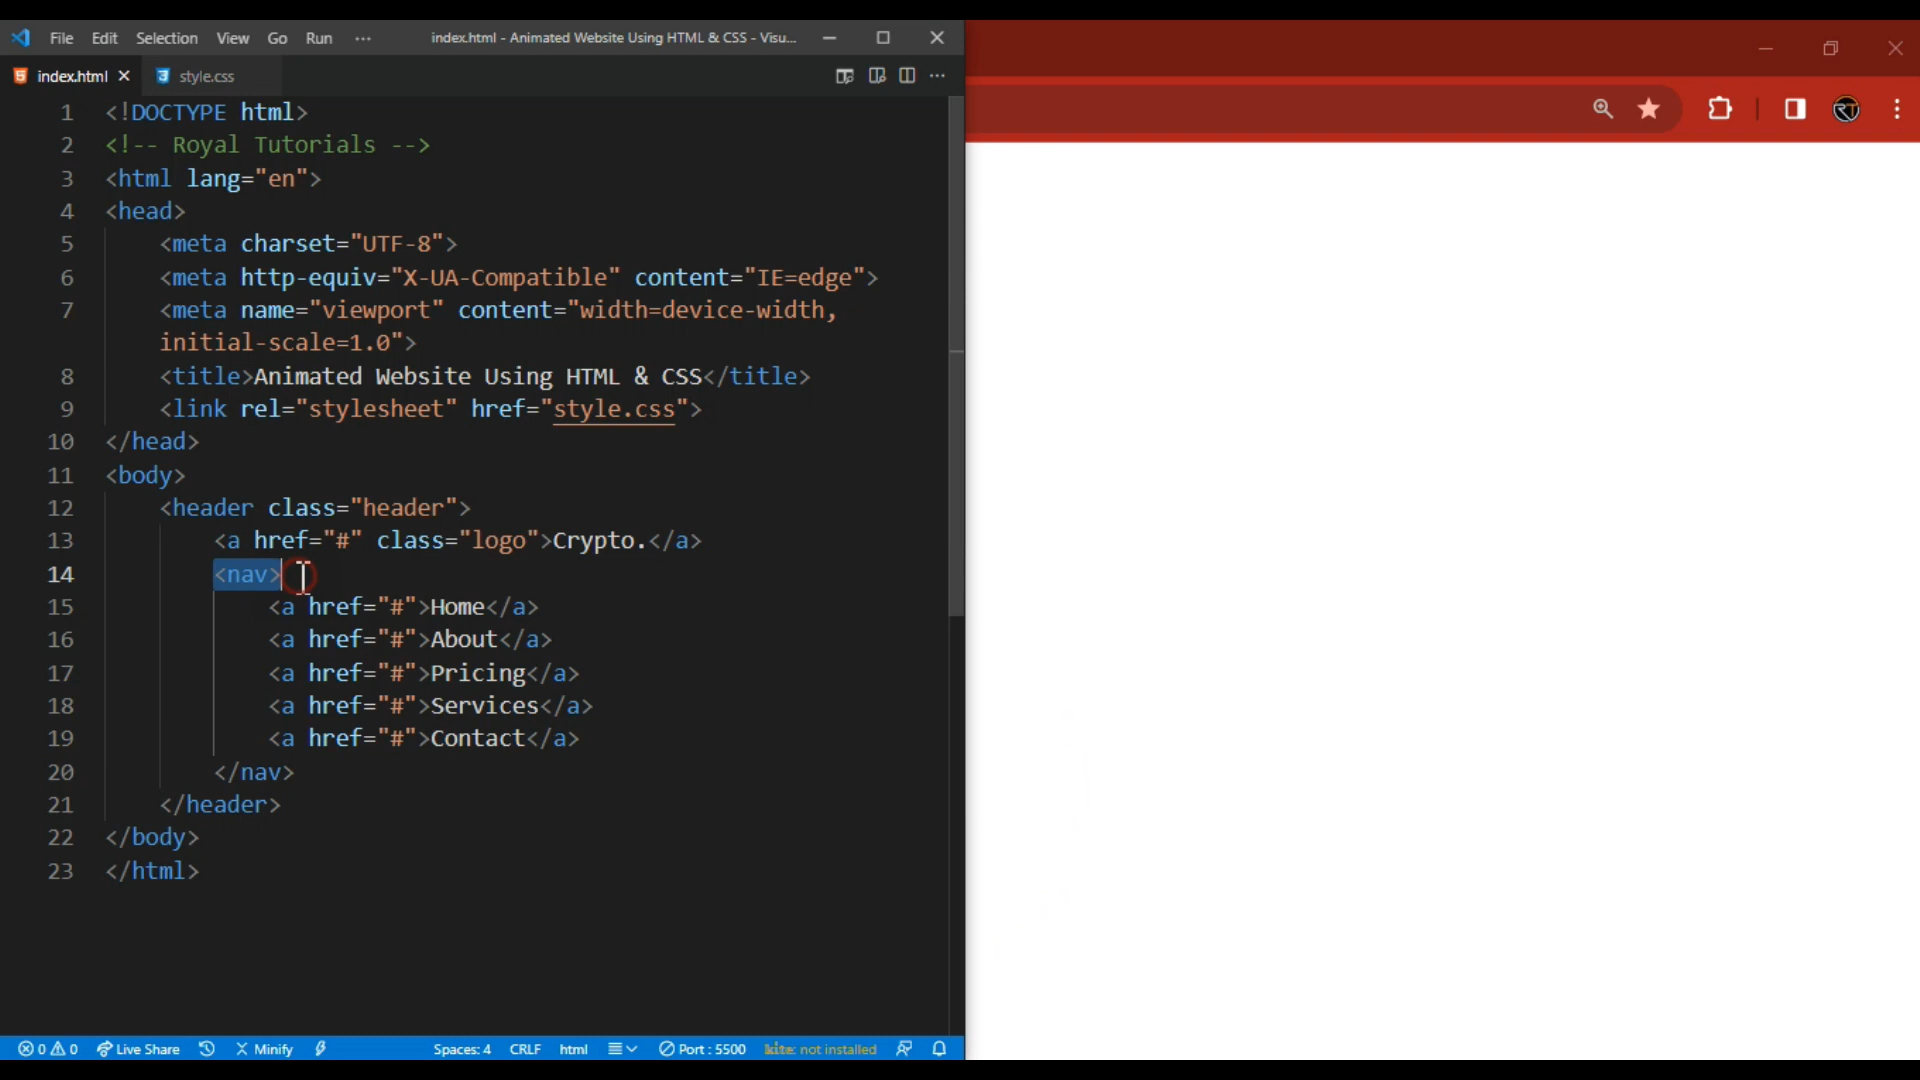 File Edit Selection View Go Run ··· index.html - Animated Website Using HTML & CSS - Visu...
index.html style.css
1 <!DOCTYPE html>
2 <!-- Royal Tutorials -->
3 <html lang="en">
4 <head>
5 <meta charset="UTF-8">
6 <meta http-equiv="X-UA-Compatible" content="IE=edge">
7 <meta name="viewport" content="width=device-width,
initial-scale=1.0">
8 <title>Animated Website Using HTML & CSS</title>
9 <link rel="stylesheet" href="style.css">
10 </head>
11 <body>
12 <header class="header">
13 <a href="#" class="logo">Crypto.</a>
14 <nav>
15 <a href="#">Home</a>
16 <a href="#">About</a>
17 <a href="#">Pricing</a>
18 <a href="#">Services</a>
19 <a href="#">Contact</a>
20 </nav>
21 </header>
22 </body>
23 </html>
0 0 Live Share Minify Spaces: 4 CRLF html Port : 5500 kite: not installed